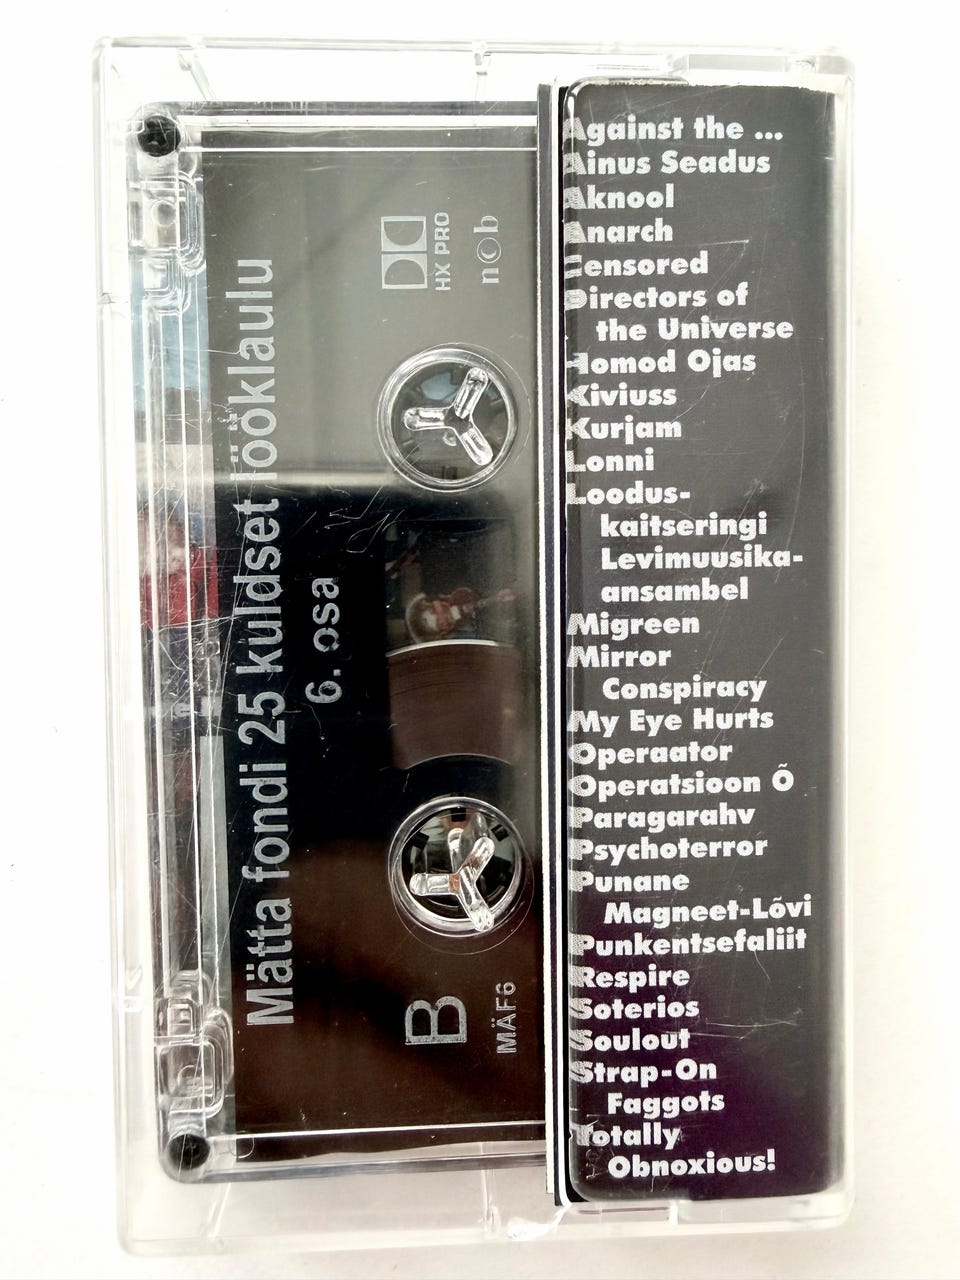 Mätta fondi 25 kuldset lööklaulu
6. osa
HX PRO
ncb
B
MÄF6
Against the ...
Ainus Seadus
Aknool
Anarch
Censored
Directors of
the Universe
Homod Ojas
Kiviuss
Kurjam
Lonni
Loodus-
kaitseringi
Levimuusika-
ansambel
Migreen
Mirror
Conspiracy
My Eye Hurts
Operaator
Operatsioon Õ
Paragarahv
Psychoterror
Punane
Magneet-Lõvi
Punkentsefaliit
Respire
Soterios
Soulout
Strap-On
Faggots
Totally
Obnoxious!